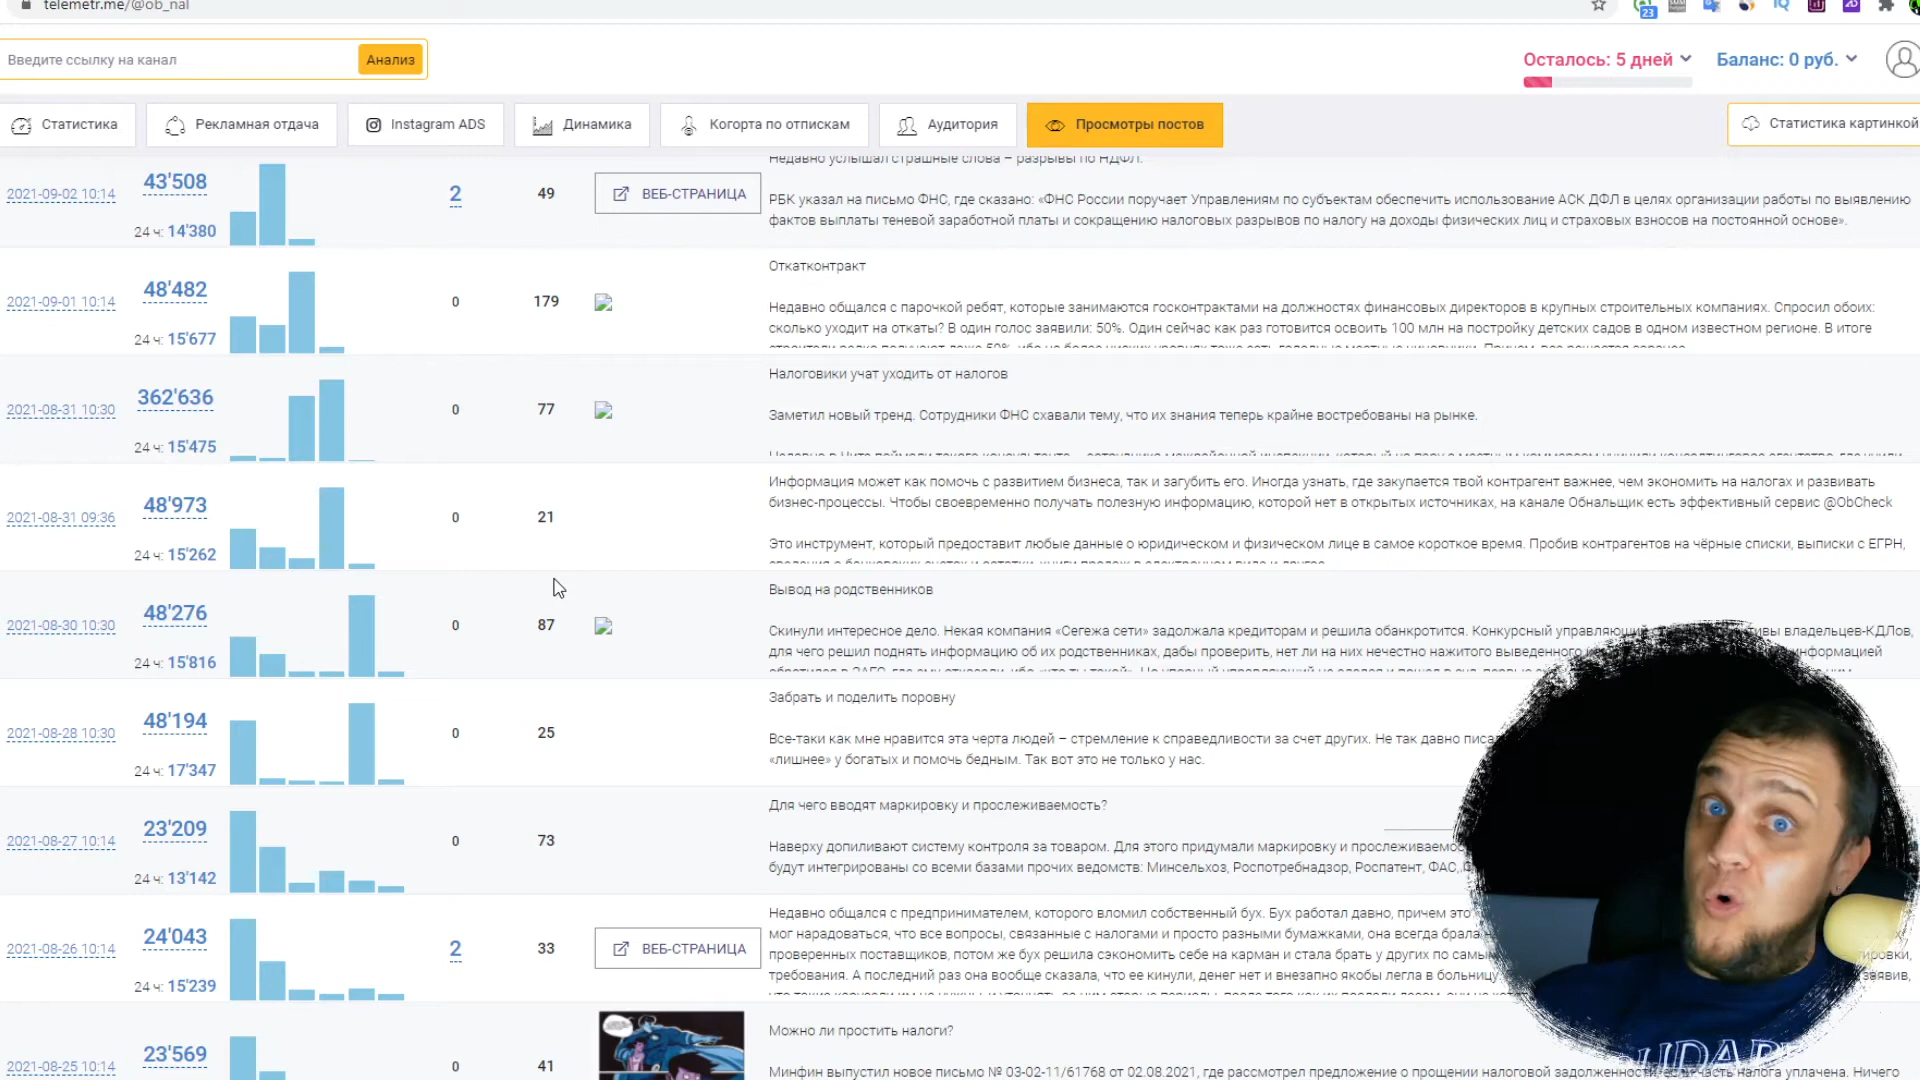 telemetr.me/@ob_nal
23
Введите ссылку на канал
Анализ
Осталось: 5 дней
Баланс: 0 руб.
Статистика
Рекламная отдача
Instagram ADS
Динамика
Когорта по отпискам
Аудитория
Просмотры постов
Статистика картинкой
2021-09-02 10:14
43'508
24 ч: 14'380
2
49
ВЕБ-СТРАНИЦА
Недавно услышал страшные слова – разрывы по НДФЛ.
РБК указал на письмо ФНС, где сказано: «ФНС России поручает Управлениям по субъектам обеспечить использование АСК ДФЛ в целях организации работы по выявлению
фактов выплаты теневой заработной платы и сокращению налоговых разрывов по налогу на доходы физических лиц и страховых взносов на постоянной основе».
2021-09-01 10:14
48'482
24 ч: 15'677
0
179
Откатконтракт
Недавно общался с парочкой ребят, которые занимаются госконтрактами на должностях финансовых директоров в крупных строительных компаниях. Спросил обоих:
сколько уходит на откаты? В один голос заявили: 50%. Один сейчас как раз готовится освоить 100 млн на постройку детских садов в одном известном регионе. В итоге
2021-08-31 10:30
362'636
24 ч: 15'475
0
77
Налоговики учат уходить от налогов
Заметил новый тренд. Сотрудники ФНС схавали тему, что их знания теперь крайне востребованы на рынке.
2021-08-31 09:36
48'973
24 ч: 15'262
0
21
Информация может как помочь с развитием бизнеса, так и загубить его. Иногда узнать, где закупается твой контрагент важнее, чем экономить на налогах и развивать
бизнес-процессы. Чтобы своевременно получать полезную информацию, которой нет в открытых источниках, на канале Обнальщик есть эффективный сервис @ObCheck
Это инструмент, который предоставит любые данные о юридическом и физическом лице в самое короткое время. Пробив контрагентов на чёрные списки, выписки с ЕГРН,
2021-08-30 10:30
48'276
24 ч: 15'816
0
87
Вывод на родственников
Скинули интересное дело. Некая компания «Сегежа сети» задолжала кредиторам и решила обанкротится. Конкурсный управляющий владельцев-КДЛов,
для чего решил поднять информацию об их родственниках, дабы проверить, нет ли на них нечестно нажитого выведенного информацией
2021-08-28 10:30
48'194
24 ч: 17'347
0
25
Забрать и поделить поровну
Все-таки как мне нравится эта черта людей – стремление к справедливости за счет других. Не так давно
«лишнее» у богатых и помочь бедным. Так вот это не только у нас.
2021-08-27 10:14
23'209
24 ч: 13'142
0
73
Для чего вводят маркировку и прослеживаемость?
Наверху допиливают систему контроля за товаром. Для этого придумали маркировку и
будут интегрированы со всеми базами прочих ведомств: Минсельхоз, Роспотребнадзор, Роспатент, ФАС,
2021-08-26 10:14
24'043
24 ч: 15'239
2
33
ВЕБ-СТРАНИЦА
Недавно общался с предпринимателем, которого вломил собственный бух. Бух работал давно, причем это
мог нарадоваться, что все вопросы, связанные с налогами и просто разными бумажками, она всегда брала
проверенных поставщиков, потом же бух решила сэкономить себе на карман и стала брать у других по
требования. А последний раз она вообще сказала, что ее кинули, денег нет и внезапно якобы легла в больницу
2021-08-25 10:14
23'569
0
41
Можно ли простить налоги?
Минфин выпустил новое письмо № 03-02-11/61768 от 02.08.2021, где рассмотрел предложение о прощении налоговой задолженности, если часть налога уплачена. Ничего